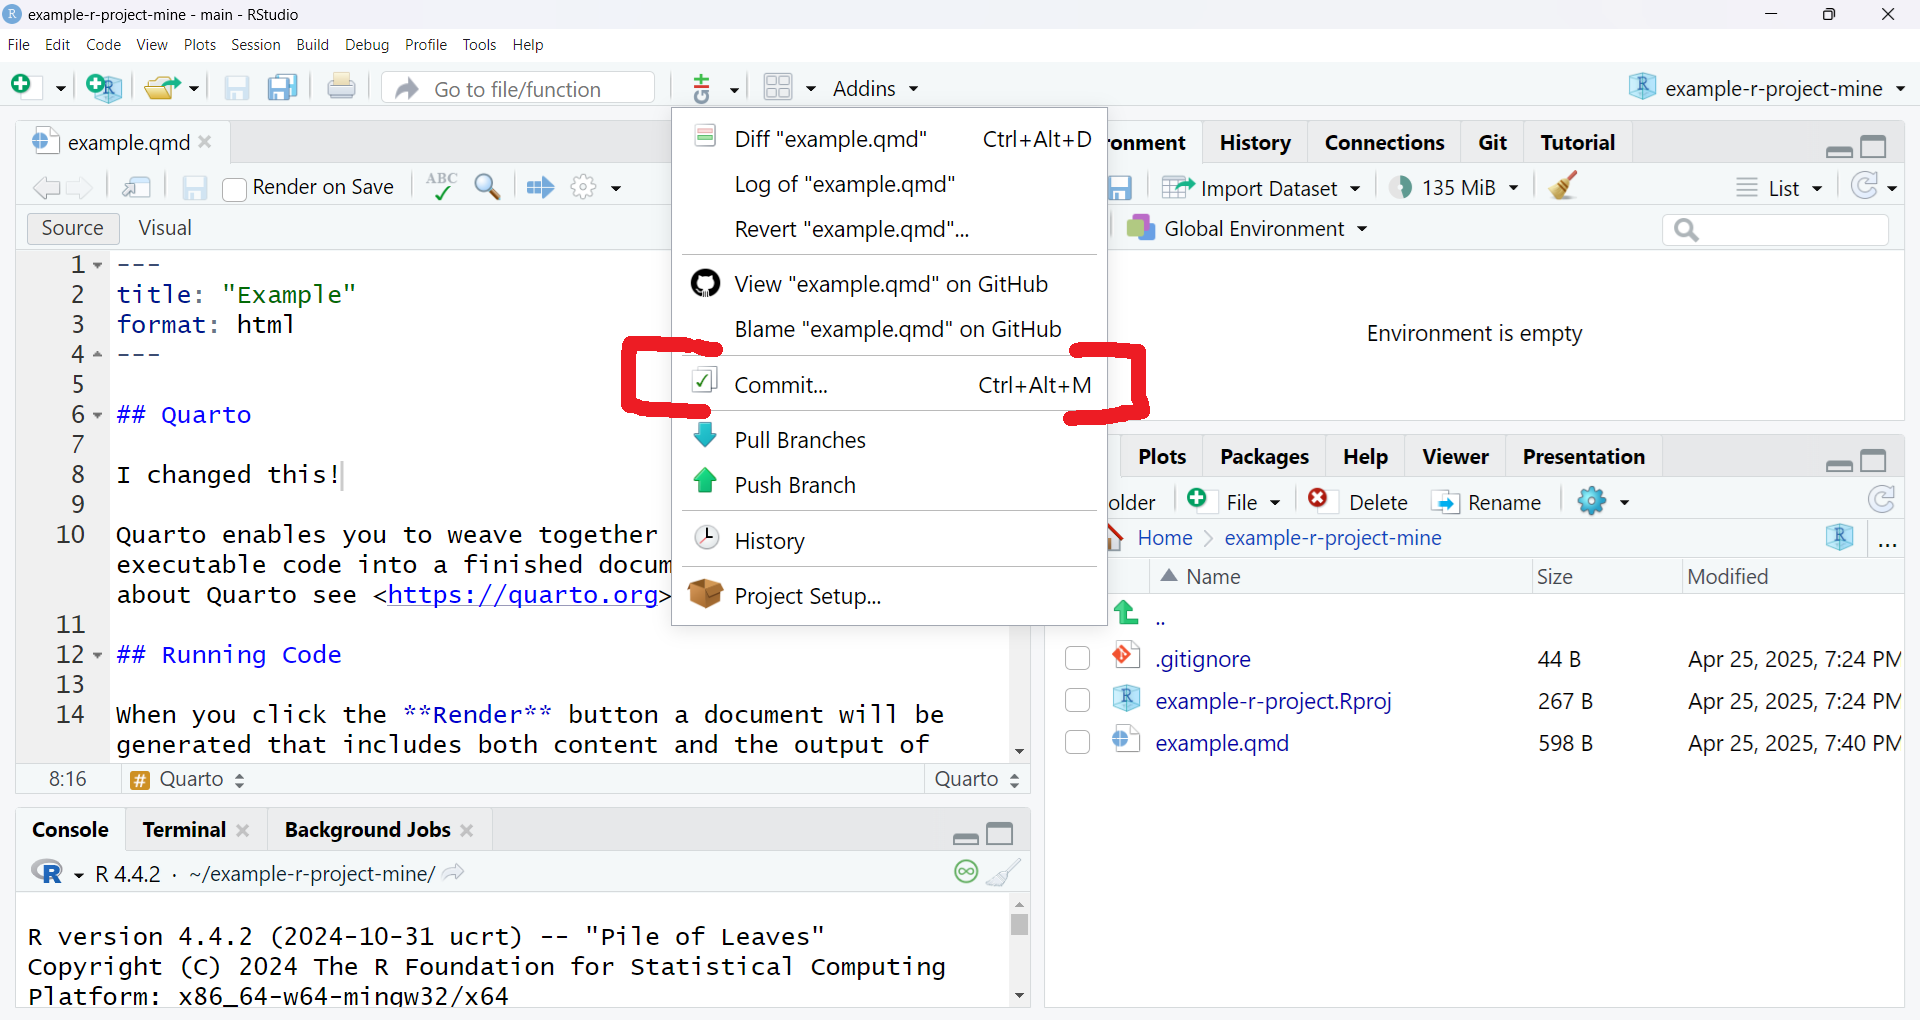 example-r-project-mine - main - RStudio
File Edit Code View Plots Session Build Debug Profile Tools Help
Go to file/function
Addins
example-r-project-mine
example.qmd
Render on Save
ABC
Source Visual
1 ---
2 title: "Example"
3 format: html
4 ---
5
6 ## Quarto
7
8 I changed this!
9
10 Quarto enables you to weave together
executable code into a finished docum
about Quarto see <https://quarto.org>
11
12 ## Running Code
13
14 When you click the **Render** button a document will be
generated that includes both content and the output of
8:16 # Quarto Quarto
Diff "example.qmd" Ctrl+Alt+D
Log of "example.qmd"
Revert "example.qmd"...
View "example.qmd" on GitHub
Blame "example.qmd" on GitHub
Commit... Ctrl+Alt+M
Pull Branches
Push Branch
History
Project Setup...
ronment History Connections Git Tutorial
Import Dataset 135 MiB List
Global Environment
Environment is empty
Plots Packages Help Viewer Presentation
older File Delete Rename
Home example-r-project-mine ...
Name Size Modified
..
.gitignore 44 B Apr 25, 2025, 7:24 PM
example-r-project.Rproj 267 B Apr 25, 2025, 7:24 PM
example.qmd 598 B Apr 25, 2025, 7:40 PM
Console Terminal Background Jobs
R R 4.4.2 · ~/example-r-project-mine/
R version 4.4.2 (2024-10-31 ucrt) -- "Pile of Leaves"
Copyright (C) 2024 The R Foundation for Statistical Computing
Platform: x86_64-w64-mingw32/x64